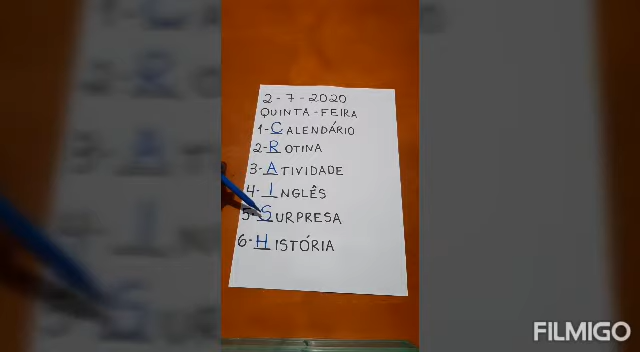 2-7-2020
QUINTA-FEIRA
1-CALENDÁRIO
2-ROTINA
3-ATIVIDADE
4-INGLÊS
5-SURPRESA
6-HISTÓRIA
FILMIGO